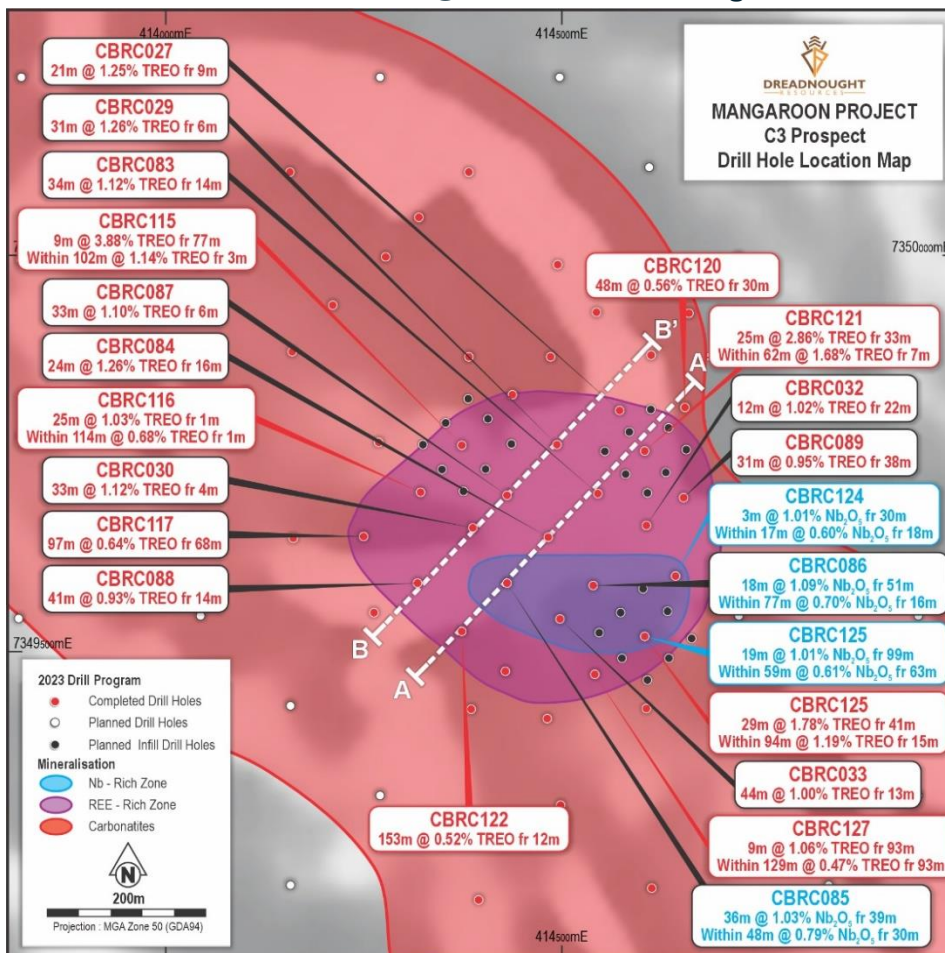 414000mE
414500mE
DREADNOUGHT
RESOURCES
MANGAROON PROJECT
C3 Prospect
Drill Hole Location Map
CBRC027
21m @ 1.25% TREO fr 9m
CBRC029
31m @ 1.26% TREO fr 6m
CBRC083
34m @ 1.12% TREO fr 14m
CBRC115
9m @ 3.88% TREO fr 77m
Within 102m @ 1.14% TREO fr 3m
CBRC087
33m @ 1.10% TREO fr 6m
CBRC084
24m @ 1.26% TREO fr 16m
CBRC116
25m @ 1.03% TREO fr 1m
Within 114m @ 0.68% TREO fr 1m
CBRC030
33m @ 1.12% TREO fr 4m
CBRC117
97m @ 0.64% TREO fr 68m
CBRC088
41m @ 0.93% TREO fr 14m
7350000mE
CBRC120
48m @ 0.56% TREO fr 30m
CBRC121
25m @ 2.86% TREO fr 33m
Within 62m @ 1.68% TREO fr 7m
CBRC032
12m @ 1.02% TREO fr 22m
CBRC089
31m @ 0.95% TREO fr 38m
CBRC124
3m @ 1.01% Nb₂O₅ fr 30m
Within 17m @ 0.60% Nb₂O₅ fr 18m
CBRC086
18m @ 1.09% Nb₂O₅ fr 51m
Within 77m @ 0.70% Nb₂O₅ fr 16m
CBRC125
19m @ 1.01% Nb₂O₅ fr 99m
Within 59m @ 0.61% Nb₂O₅ fr 63m
CBRC125
29m @ 1.78% TREO fr 41m
Within 94m @ 1.19% TREO fr 15m
CBRC033
44m @ 1.00% TREO fr 13m
CBRC127
9m @ 1.06% TREO fr 93m
Within 129m @ 0.47% TREO fr 93m
CBRC085
36m @ 1.03% Nb₂O₅ fr 39m
Within 48m @ 0.79% Nb₂O₅ fr 30m
CBRC122
153m @ 0.52% TREO fr 12m
B'
A'
B
A
7349500mE
2023 Drill Program
Completed Drill Holes
Planned Drill Holes
Planned Infill Drill Holes
Mineralisation
Nb - Rich Zone
REE - Rich Zone
Carbonatites
N
200m
Projection : MGA Zone 50 (GDA94)
414500mE